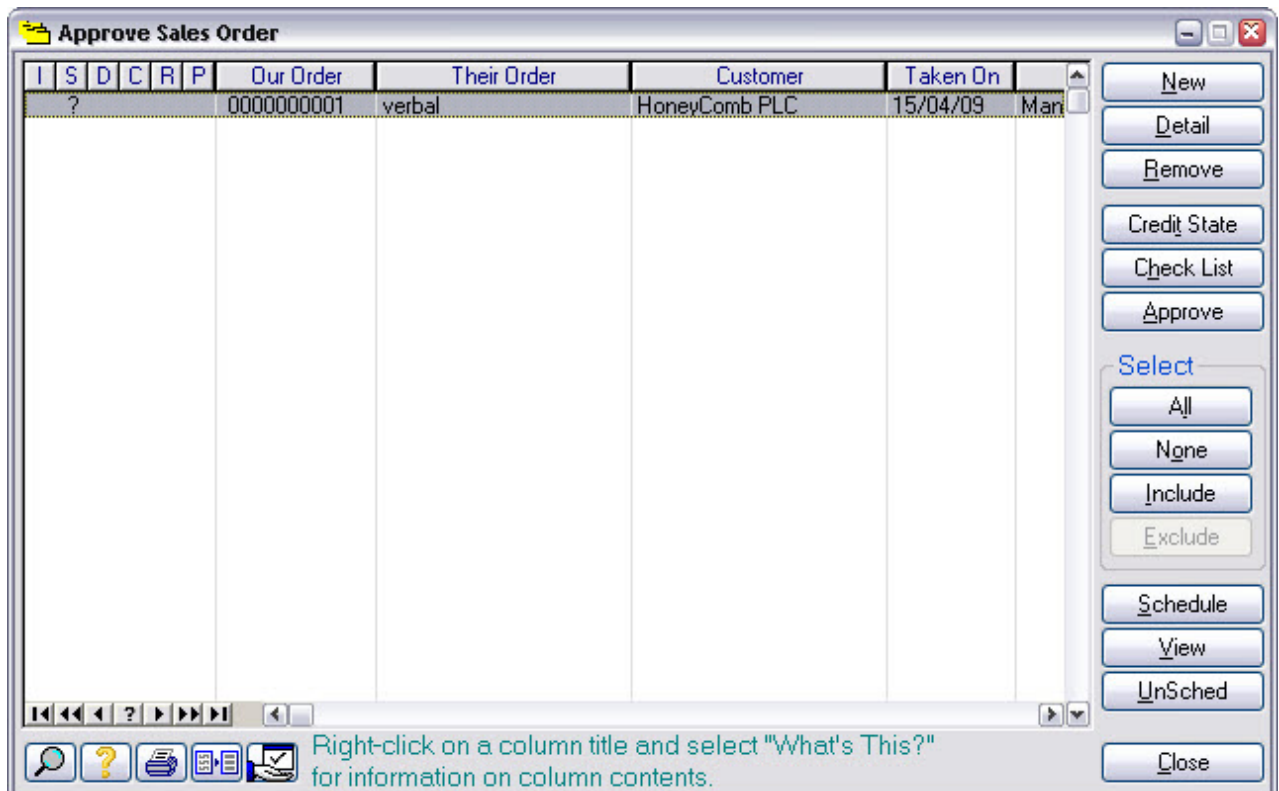 Approve Sales Order
I S D C R P Our Order Their Order Customer Taken On
? 0000000001 verbal HoneyComb PLC 15/04/09 Man
New
Detail
Remove
Credit State
Check List
Approve
Select
All
None
Include
Exclude
Schedule
View
UnSched
?
?
Right-click on a column title and select "What's This?"
for information on column contents.
Close